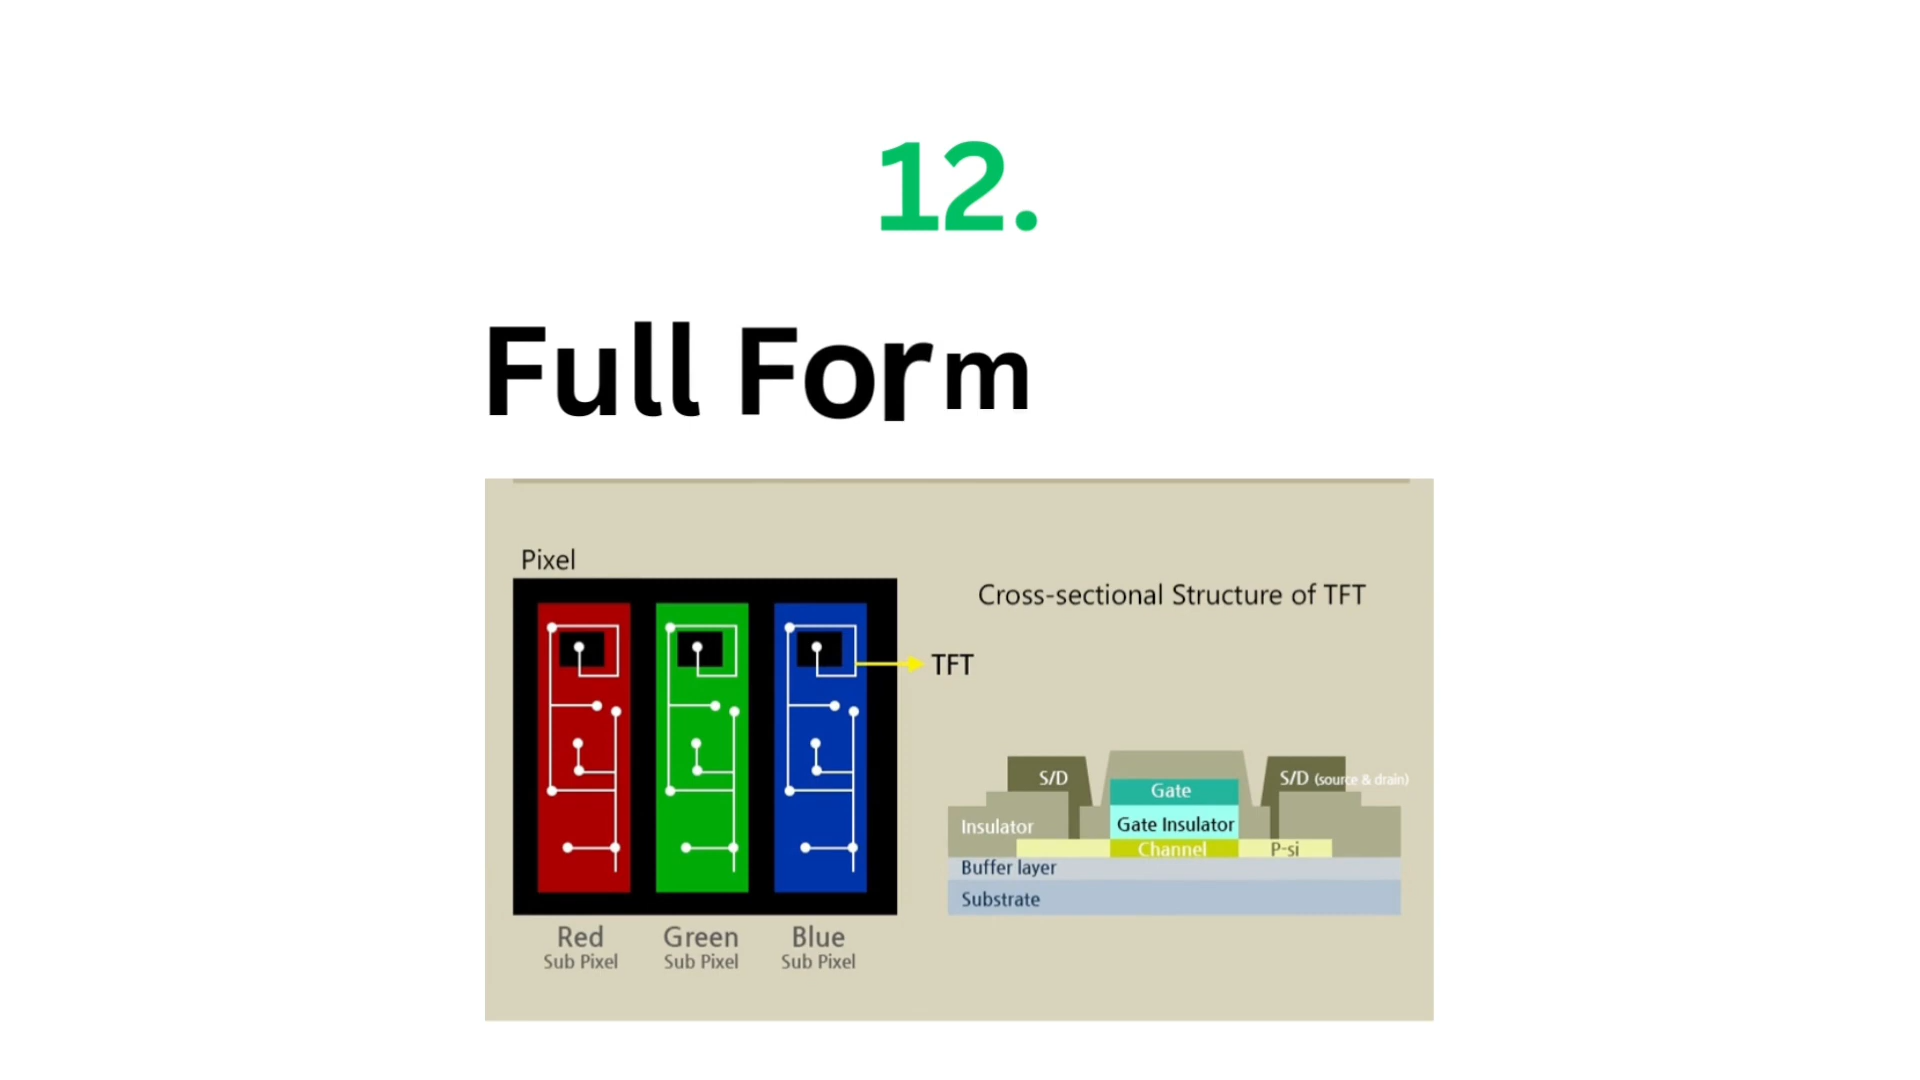 12.
Full Form
Pixel
Cross-sectional Structure of TFT
TFT
S/D
S/D (source & drain)
Gate
Insulator
Gate Insulator
Channel
P-si
Buffer layer
Substrate
Red
Green
Blue
Sub Pixel
Sub Pixel
Sub Pixel